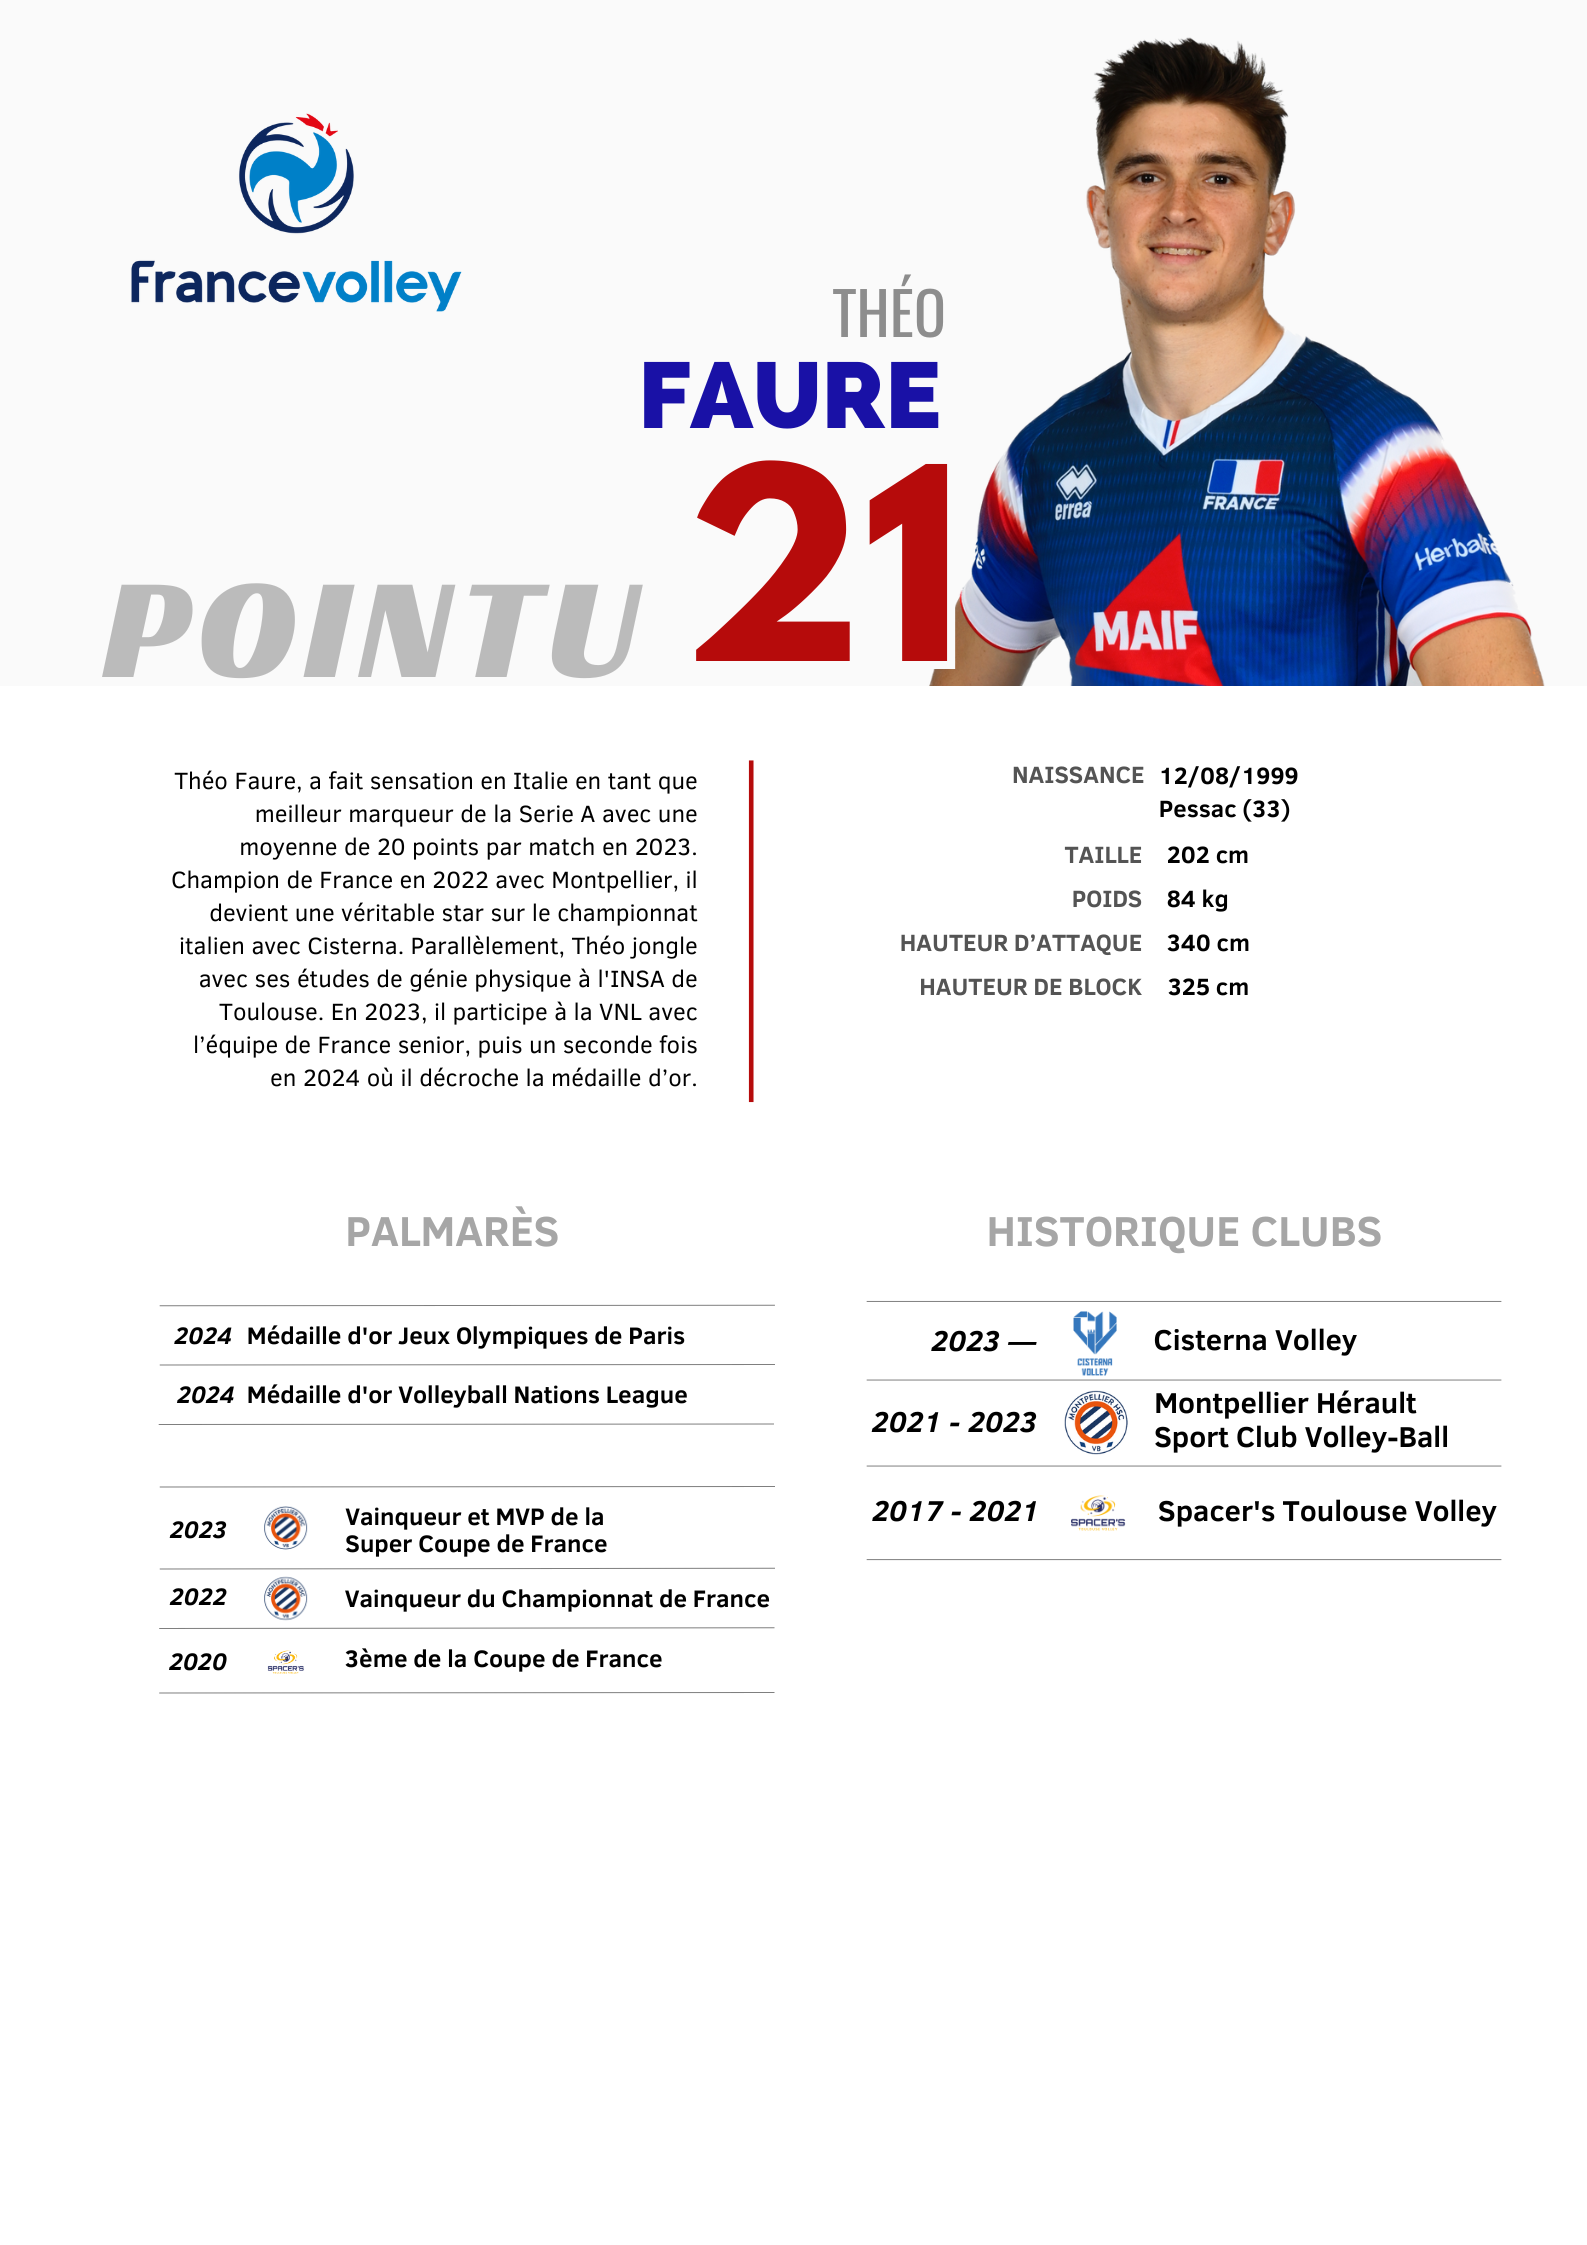 francevolley
THÉO
FAURE
21
POINTU
errea
FRANCE
MAIF
Théo Faure, a fait sensation en Italie en tant que
meilleur marqueur de la Serie A avec une
moyenne de 20 points par match en 2023.
Champion de France en 2022 avec Montpellier, il
devient une véritable star sur le championnat
italien avec Cisterna. Parallèlement, Théo jongle
avec ses études de génie physique à l'INSA de
Toulouse. En 2023, il participe à la VNL avec
l’équipe de France senior, puis un seconde fois
en 2024 où il décroche la médaille d’or.
NAISSANCE 12/08/1999
Pessac (33)
TAILLE 202 cm
POIDS 84 kg
HAUTEUR D’ATTAQUE 340 cm
HAUTEUR DE BLOCK 325 cm
PALMARÈS
2024 Médaille d'or Jeux Olympiques de Paris
2024 Médaille d'or Volleyball Nations League
2023 Vainqueur et MVP de la
Super Coupe de France
2022 Vainqueur du Championnat de France
2020 SPACER'S 3ème de la Coupe de France
HISTORIQUE CLUBS
2023 — Cisterna Volley
CISTERNA
VOLLEY
2021 - 2023 MONTPELLIER HSC VB Montpellier Hérault
Sport Club Volley-Ball
2017 - 2021 SPACER'S Spacer's Toulouse Volley